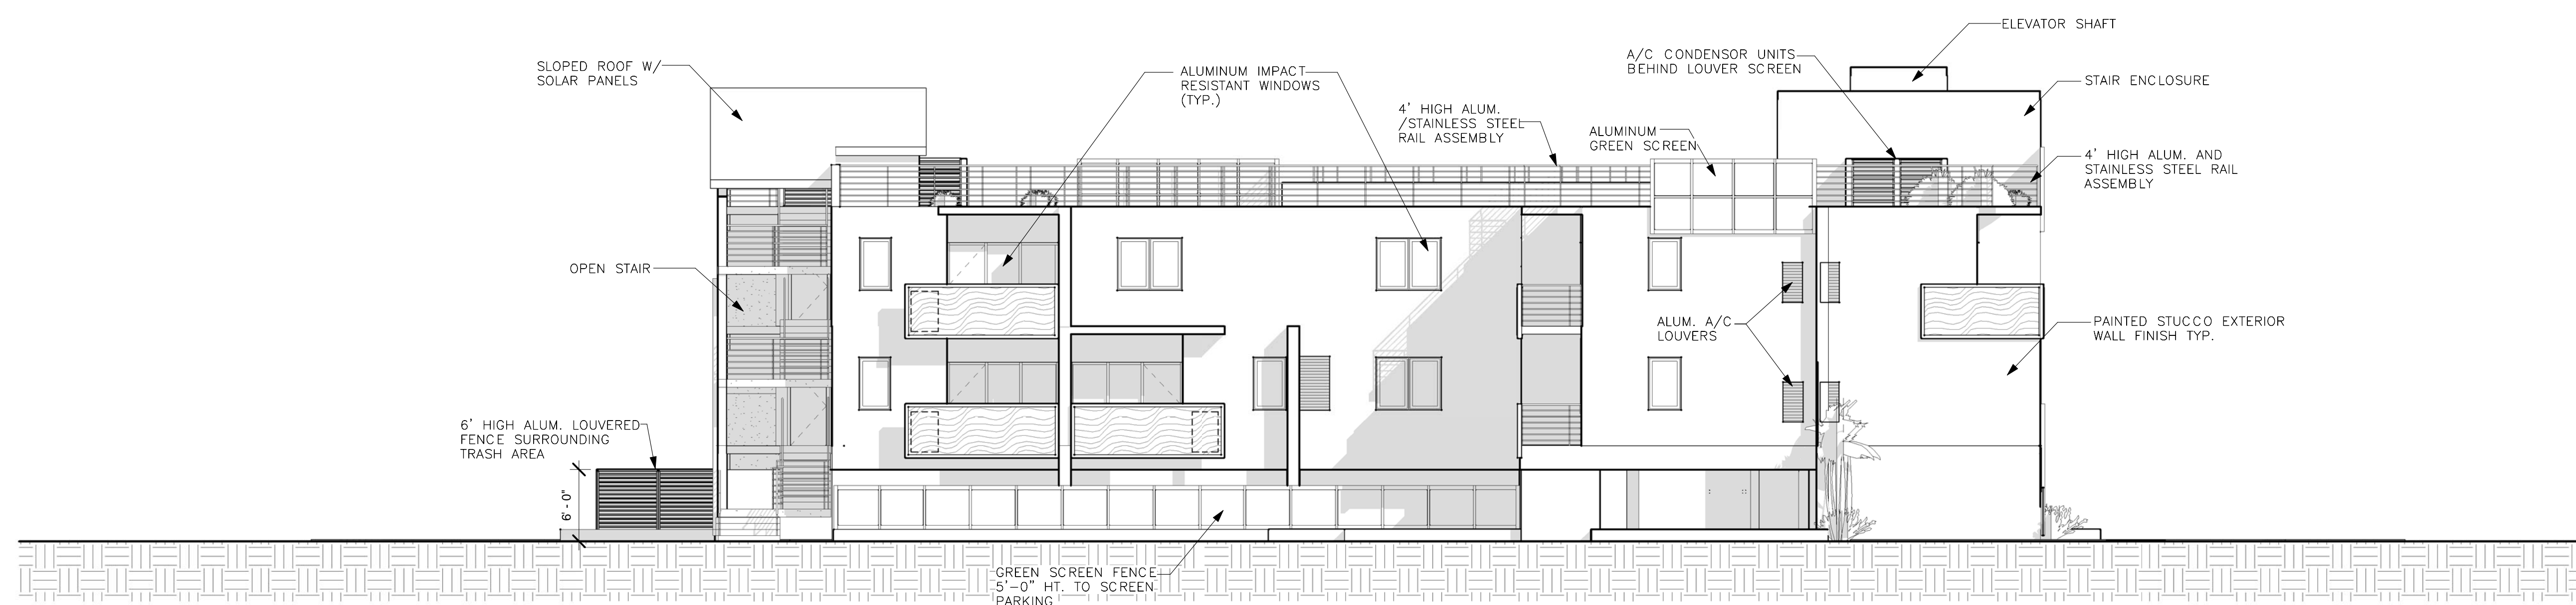 ELEVATOR SHAFT
SLOPED ROOF W/
SOLAR PANELS
ALUMINUM IMPACT
RESISTANT WINDOWS
(TYP.)
A/C CONDENSOR UNITS
BEHIND LOUVER SCREEN
STAIR ENCLOSURE
4' HIGH ALUM.
/STAINLESS STEEL
RAIL ASSEMBLY
ALUMINUM
GREEN SCREEN
4' HIGH ALUM. AND
STAINLESS STEEL RAIL
ASSEMBLY
OPEN STAIR
ALUM. A/C
LOUVERS
PAINTED STUCCO EXTERIOR
WALL FINISH TYP.
6' HIGH ALUM. LOUVERED
FENCE SURROUNDING
TRASH AREA
6'-0"
GREEN SCREEN FENCE
5'-0" HT. TO SCREEN
PARKING